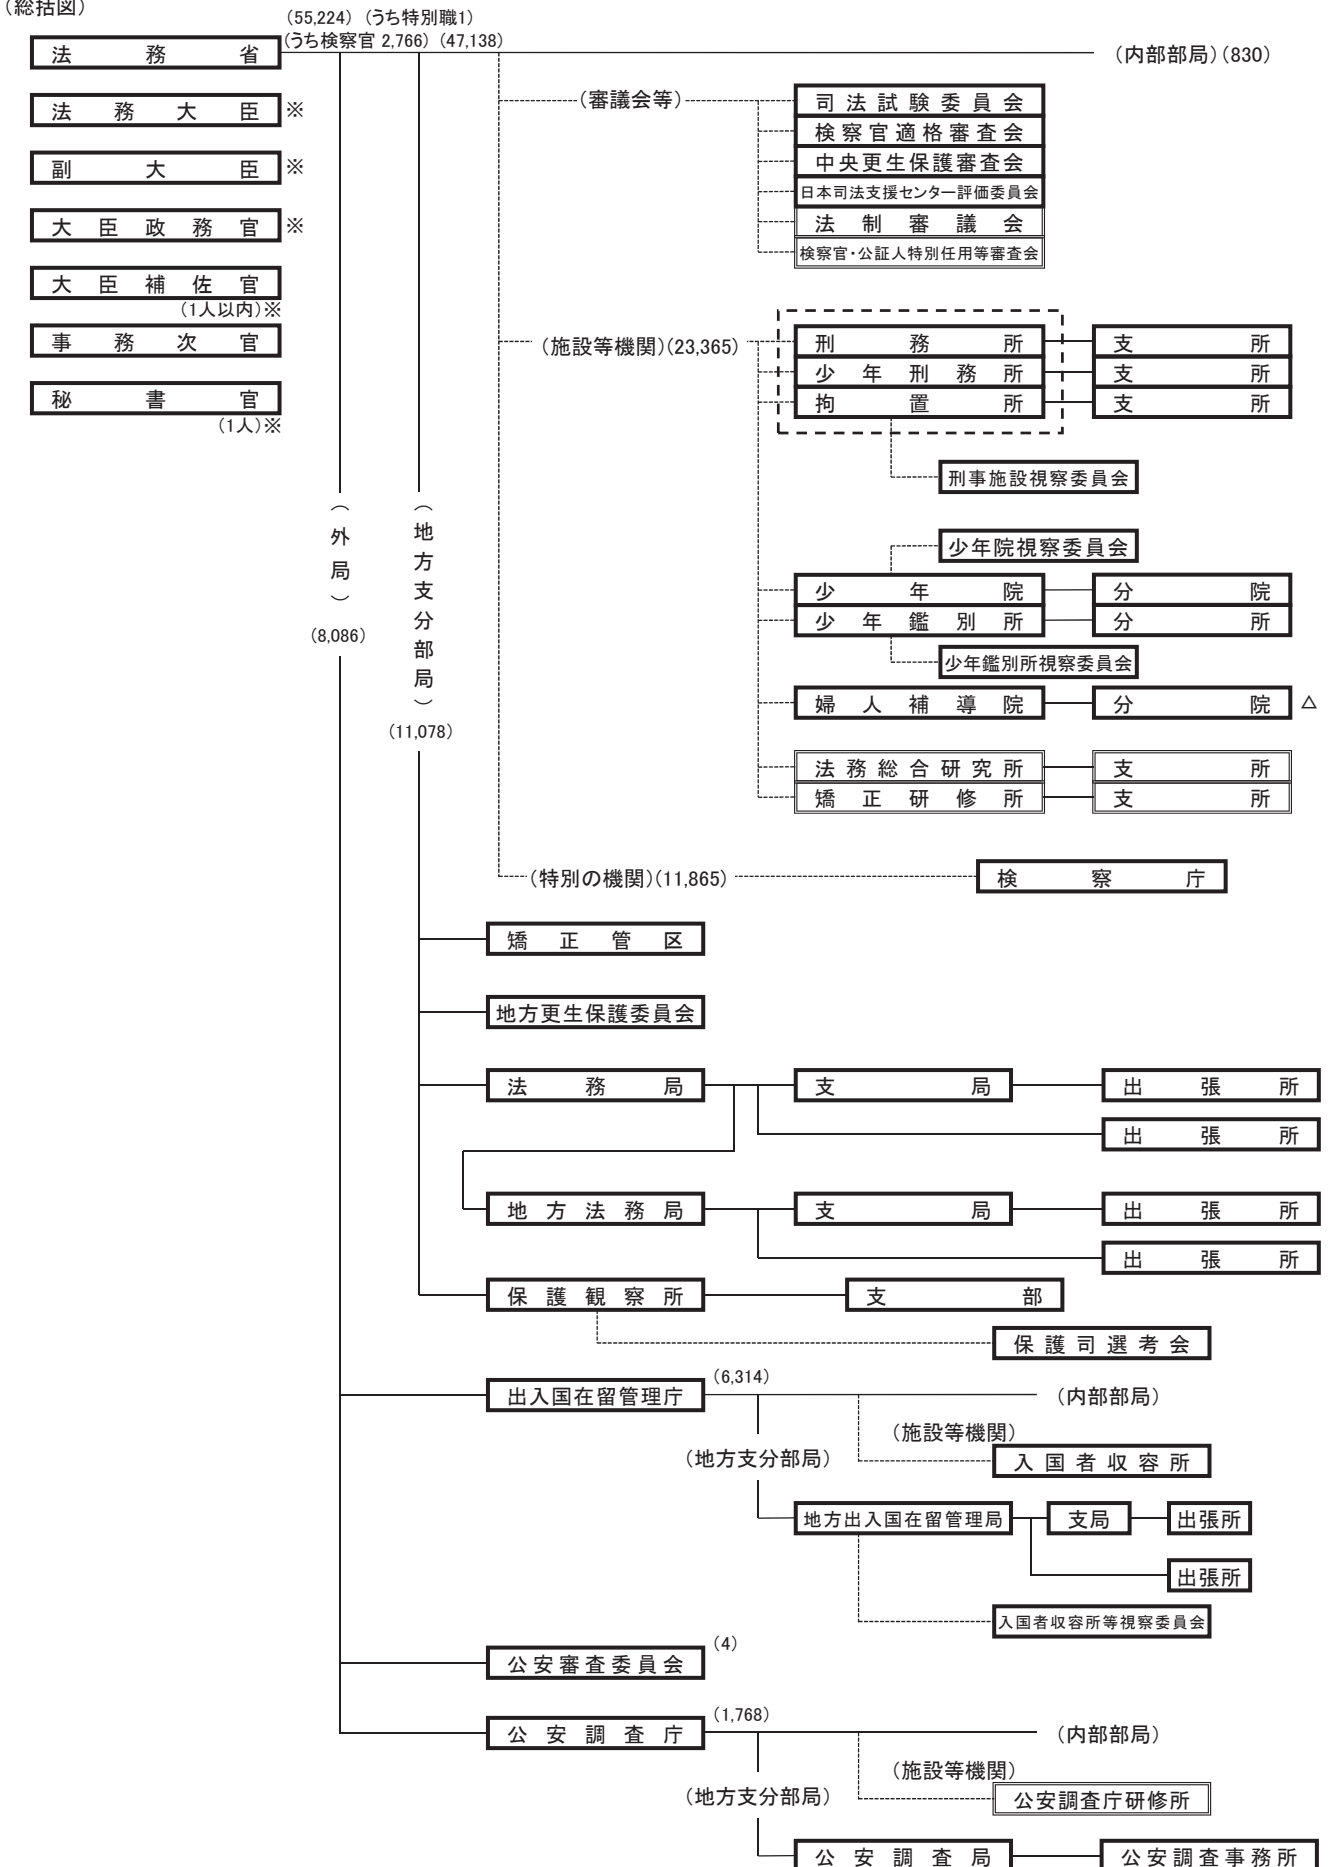 （総括図）
(55,224)（うち特別職1）
（うち検察官 2,766）(47,138)
法務省
（内部部局）(830)
法務大臣※
副大臣※
大臣政務官※
大臣補佐官
（1人以内）※
事務次官
秘書官
（1人）※
（審議会等）
司法試験委員会
検察官適格審査会
中央更生保護審査会
日本司法支援センター評価委員会
法制審議会
検察官・公証人特別任用等審査会
（施設等機関）(23,365)
刑務所 支所
少年刑務所 支所
拘置所 支所
刑事施設視察委員会
少年院視察委員会
少年院 分院
少年鑑別所 分所
少年鑑別所視察委員会
婦人補導院 分院 △
法務総合研究所 支所
矯正研修所 支所
（特別の機関）(11,865)
検察庁
（外局）
(8,086)
（地方支分部局）
(11,078)
矯正管区
地方更生保護委員会
法務局 支局 出張所
出張所
地方法務局 支局 出張所
出張所
保護観察所 支部
保護司選考会
出入国在留管理庁 (6,314) （内部部局）
（施設等機関）
（地方支分部局） 入国者収容所
地方出入国在留管理局 支局 出張所
出張所
入国者収容所等視察委員会
公安審査委員会 (4)
公安調査庁 (1,768) （内部部局）
（施設等機関）
（地方支分部局） 公安調査庁研修所
公安調査局 公安調査事務所